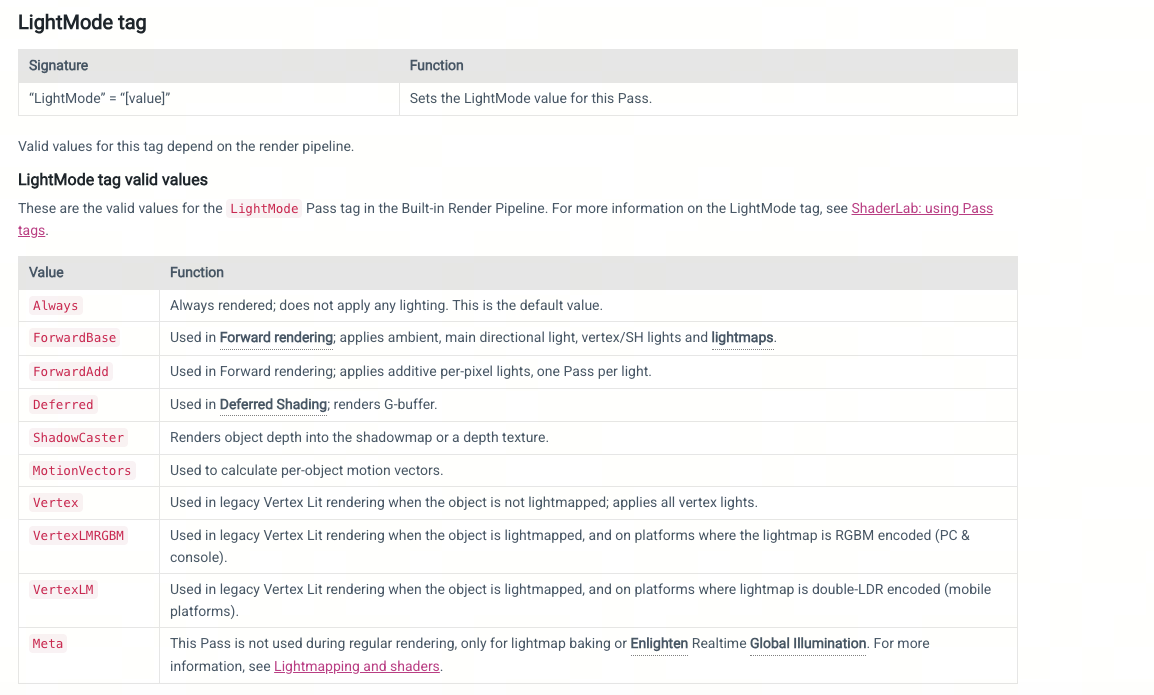 LightMode tag
Signature Function
“LightMode” = “[value]” Sets the LightMode value for this Pass.
Valid values for this tag depend on the render pipeline.
LightMode tag valid values
These are the valid values for the LightMode Pass tag in the Built-in Render Pipeline. For more information on the LightMode tag, see ShaderLab: using Pass
tags.
Value Function
Always Always rendered; does not apply any lighting. This is the default value.
ForwardBase Used in Forward rendering; applies ambient, main directional light, vertex/SH lights and lightmaps.
ForwardAdd Used in Forward rendering; applies additive per-pixel lights, one Pass per light.
Deferred Used in Deferred Shading; renders G-buffer.
ShadowCaster Renders object depth into the shadowmap or a depth texture.
MotionVectors Used to calculate per-object motion vectors.
Vertex Used in legacy Vertex Lit rendering when the object is not lightmapped; applies all vertex lights.
VertexLMRGBM Used in legacy Vertex Lit rendering when the object is lightmapped, and on platforms where the lightmap is RGBM encoded (PC &
console).
VertexLM Used in legacy Vertex Lit rendering when the object is lightmapped, and on platforms where lightmap is double-LDR encoded (mobile
platforms).
Meta This Pass is not used during regular rendering, only for lightmap baking or Enlighten Realtime Global Illumination. For more
information, see Lightmapping and shaders.